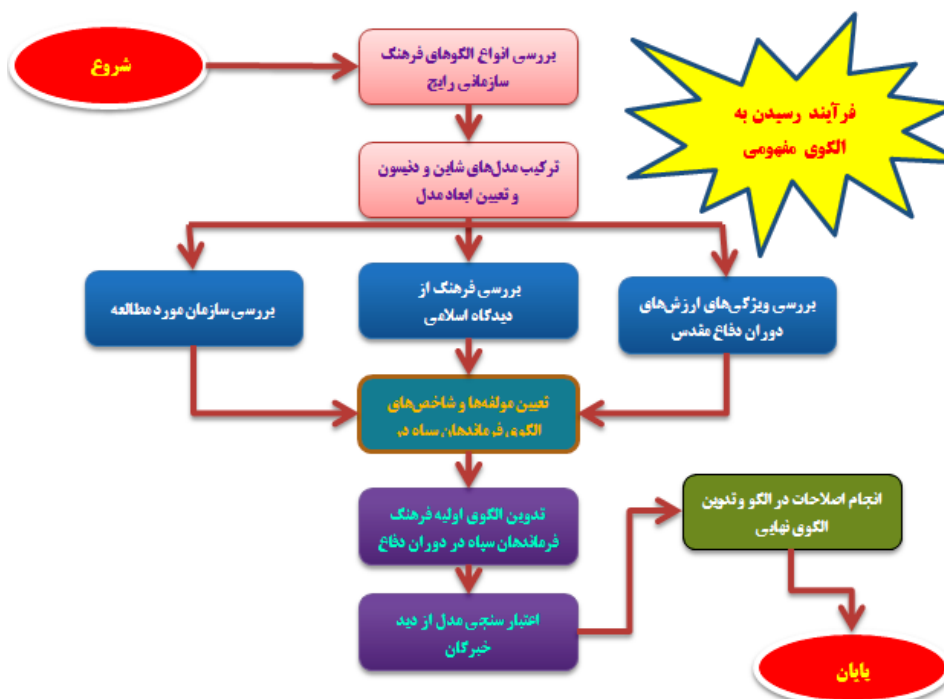 شروع
بررسی انواع الگوهای فرهنگ
سازمانی رایج
فرآیند رسیدن به
الگوی مفهومی
ترکیب مدل‌های شاین و دنیسون
و تعیین ابعاد مدل
بررسی ویژگی‌های ارزش‌های
دوران دفاع مقدس
بررسی فرهنگ از
دیدگاه اسلامی
بررسی سازمان مورد مطالعه
تعیین مولفه‌ها و شاخص‌های
الگوی فرماندهان سپاه در
تدوین الگوی اولیه فرهنگ
فرماندهان سپاه در دوران دفاع
اعتبار سنجی مدل از دید
خبرگان
انجام اصلاحات در الگو و تدوین
الگوی نهایی
پایان